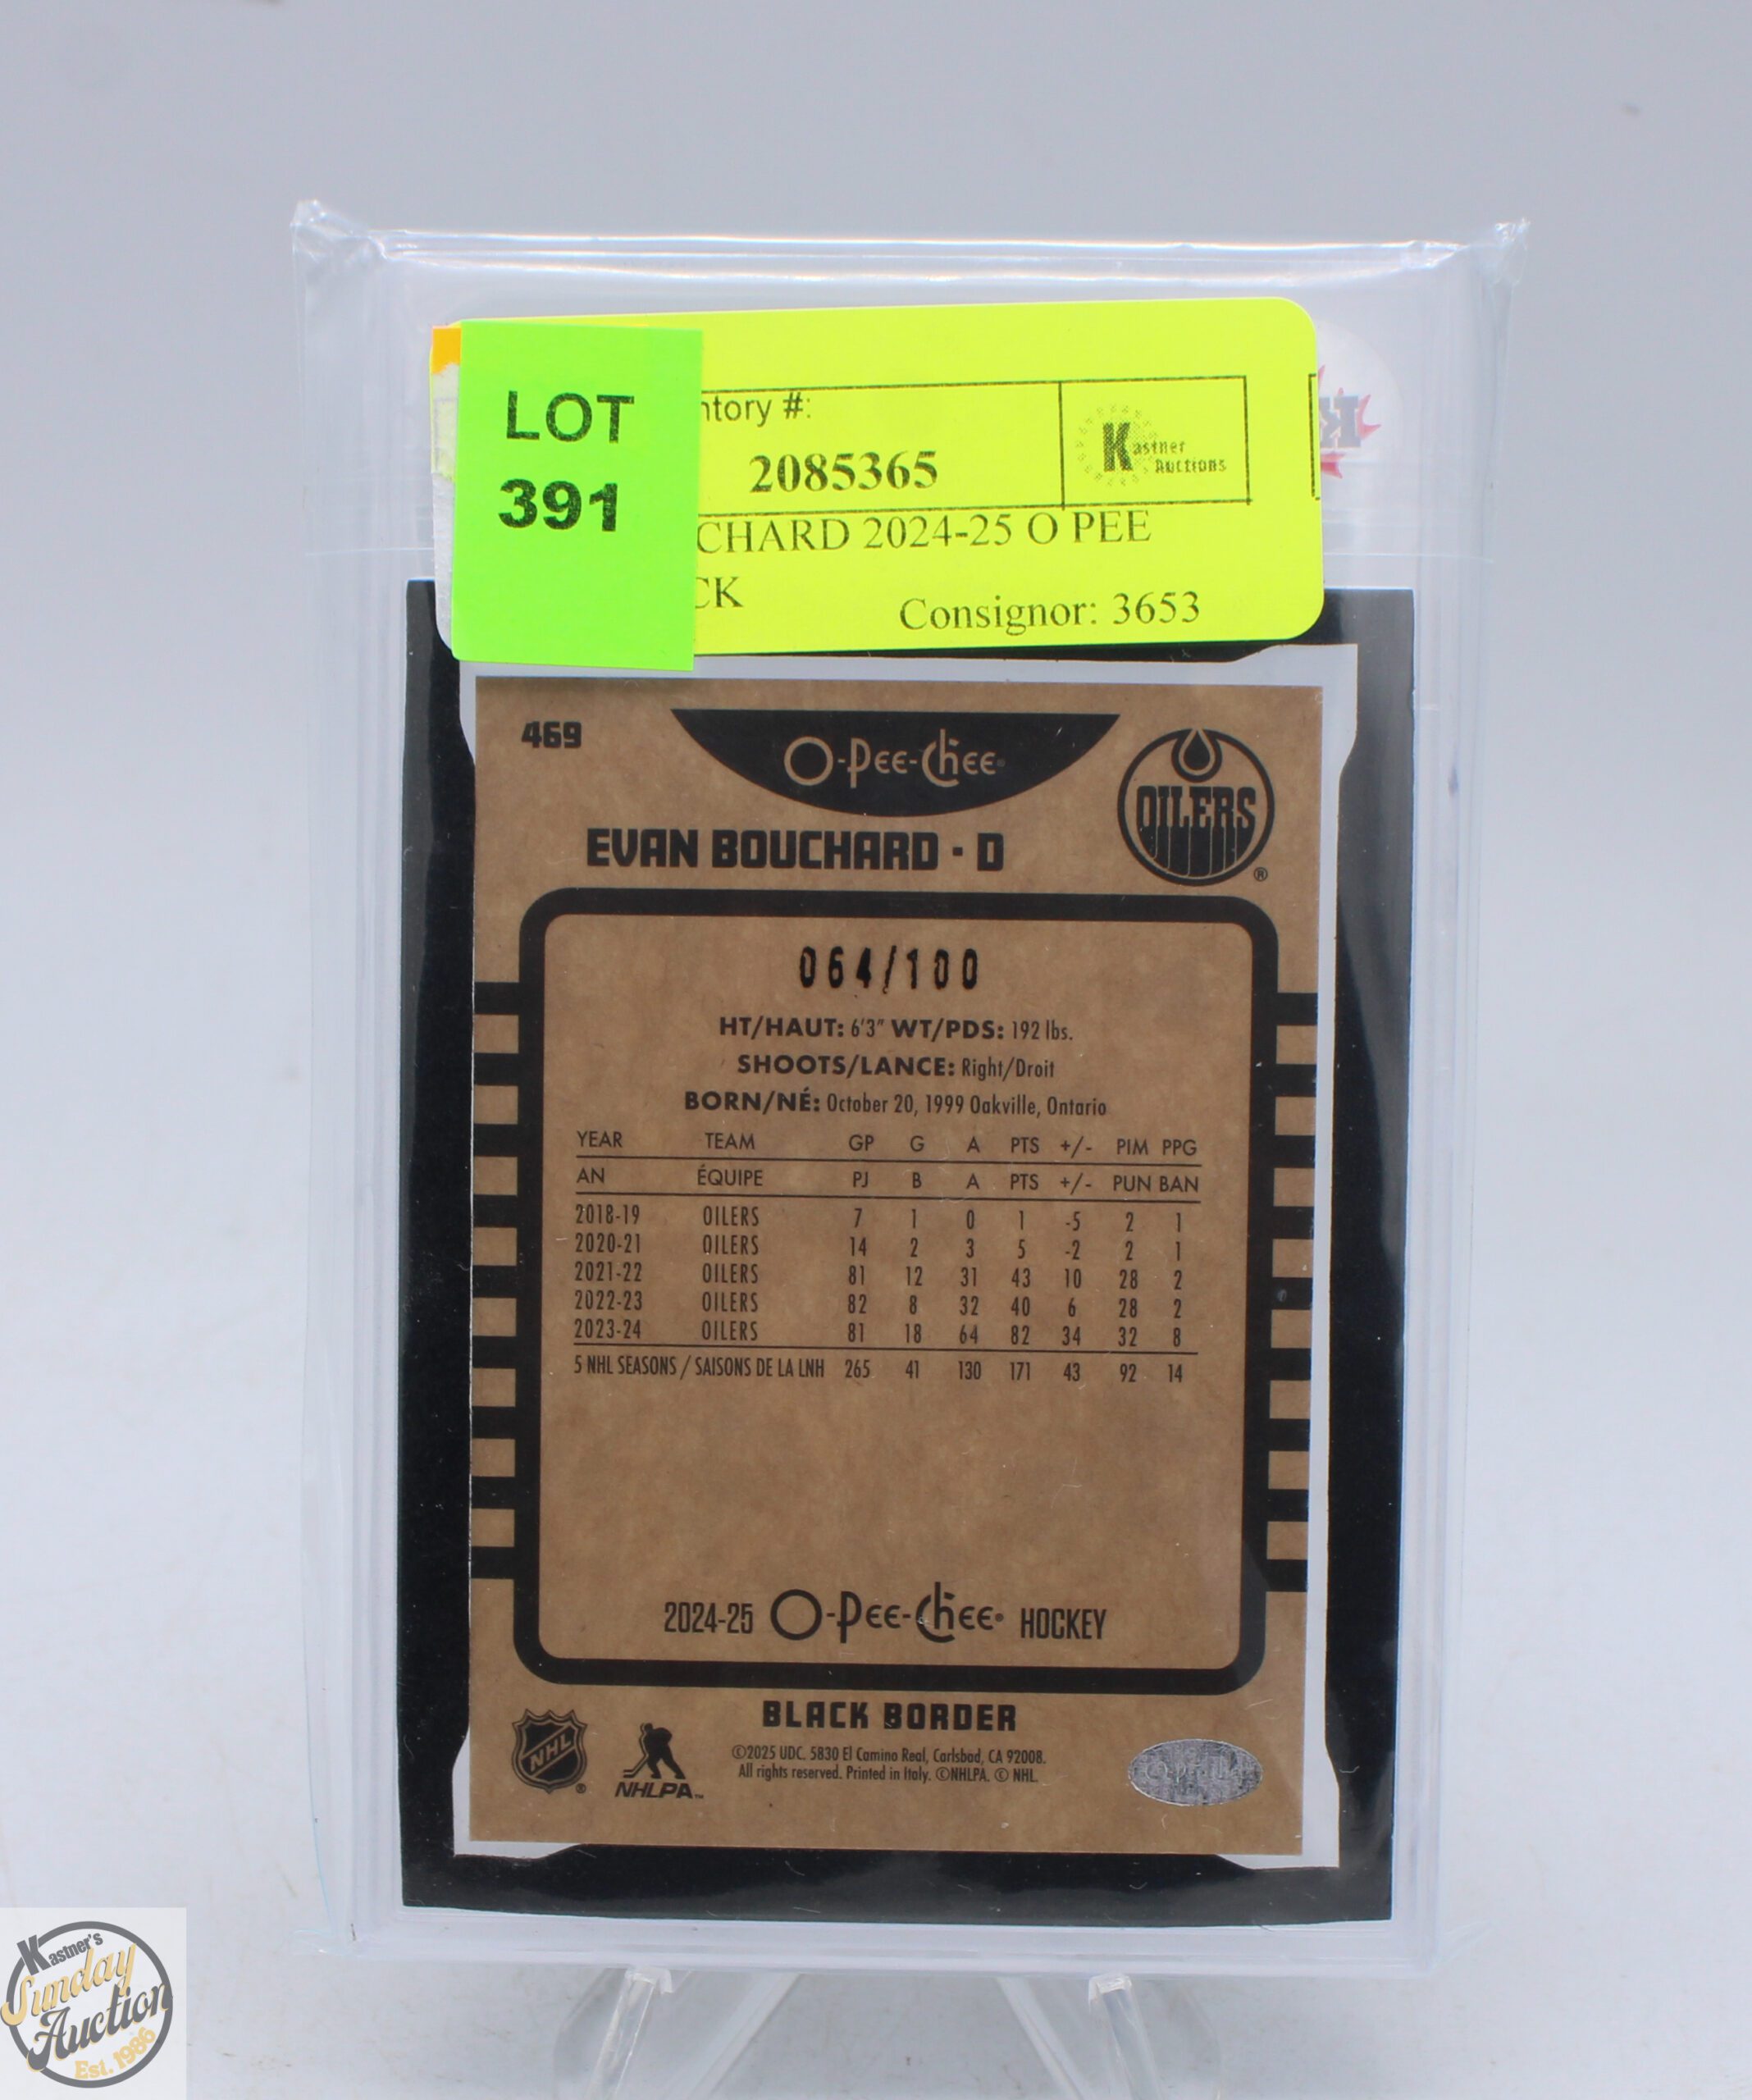 LOT
391
ntory #:
2085365
Kastner
Auctions
CHARD 2024-25 O PEE
CK
Consignor: 3653
469
O-Pee-Chee
OILERS
®
EVAN BOUCHARD - D
064/100
HT/HAUT: 6'3" WT/PDS: 192 lbs.
SHOOTS/LANCE: Right/Droit
BORN/NÉ: October 20, 1999 Oakville, Ontario
YEAR TEAM GP G A PTS +/- PIM PPG
AN ÉQUIPE PJ B A PTS +/- PUN BAN
2018-19 OILERS 7 1 0 1 -5 2 1
2020-21 OILERS 14 2 3 5 -2 2 1
2021-22 OILERS 81 12 31 43 10 28 2
2022-23 OILERS 82 8 32 40 6 28 2
2023-24 OILERS 81 18 64 82 34 32 8
5 NHL SEASONS / SAISONS DE LA LNH 265 41 130 171 43 92 14
2024-25 O-Pee-Chee® HOCKEY
BLACK BORDER
©2025 UDC. 5830 El Camino Real, Carlsbad, CA 92008.
All rights reserved. Printed in Italy. ©NHLPA. © NHL.
NHL ®
NHLPA™
Kastner's
Sunday
Auction
Est. 1986